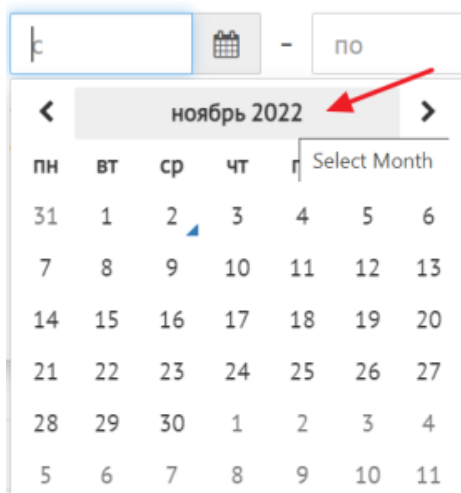 с - по
ноябрь 2022
пн вт ср чт
Select Month
31 1 2 3 4 5 6
7 8 9 10 11 12 13
14 15 16 17 18 19 20
21 22 23 24 25 26 27
28 29 30 1 2 3 4
5 6 7 8 9 10 11